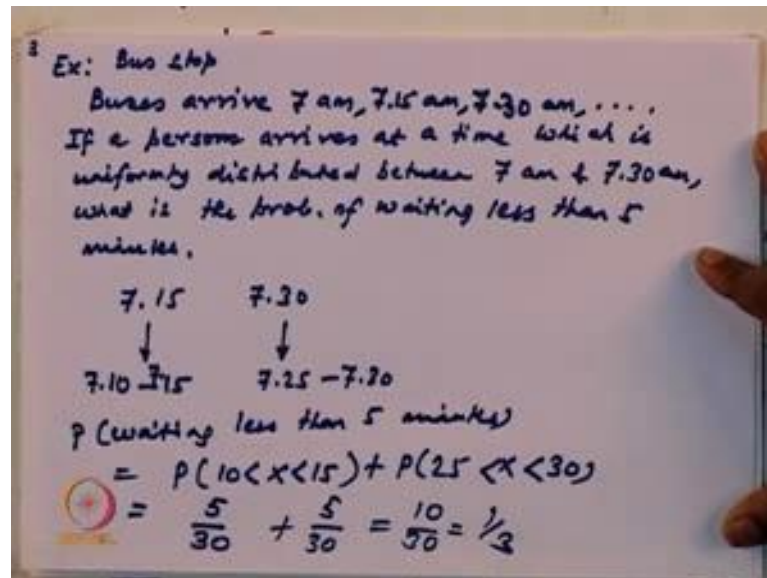 3
Ex: Bus stop
Buses arrive 7 am, 7.15 am, 7.30 am, ....
If a person arrives at a time which is
uniformly distributed between 7 am & 7.30 am,
what is the prob. of waiting less than 5
minutes.
7.15 7.30
↓ ↓
7.10 - 7.15 7.25 - 7.30
P (waiting less than 5 minutes)
= P(10 < x < 15) + P(25 < x < 30)
= 5/30 + 5/30 = 10/30 = 1/3